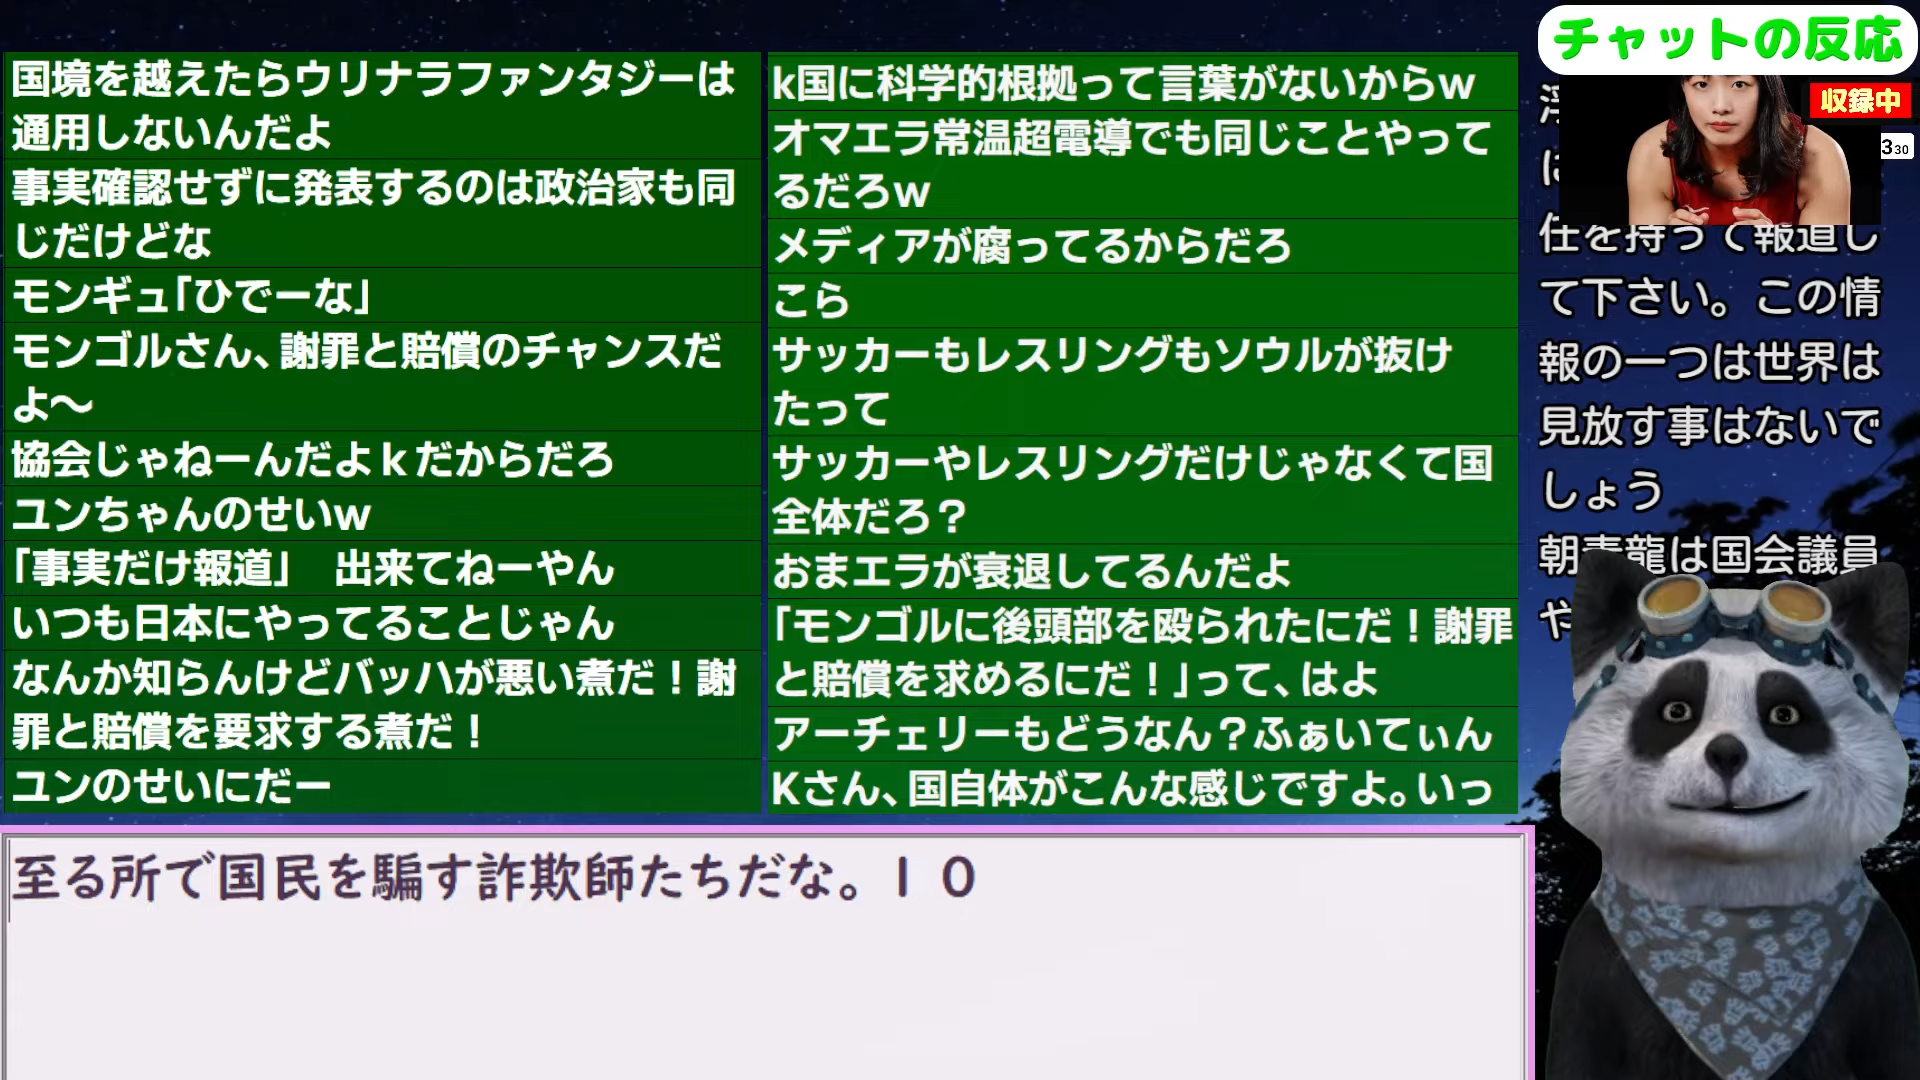 国境を越えたらウリナラファンタジーは
通用しないんだよ
事実確認せずに発表するのは政治家も同
じだけどな
モンギュ｢ひでーな｣
モンゴルさん､謝罪と賠償のチャンスだ
よ～
協会じゃねーんだよｋだからだろ
ユンちゃんのせいw
｢事実だけ報道｣　出来てねーやん
いつも日本にやってることじゃん
なんか知らんけどバッハが悪い煮だ！謝
罪と賠償を要求する煮だ！
ユンのせいにだー
k国に科学的根拠って言葉がないからw
オマエラ常温超電導でも同じことやって
るだろw
メディアが腐ってるからだろ
こら
サッカーもレスリングもソウルが抜け
たって
サッカーやレスリングだけじゃなくて国
全体だろ？
おまエラが衰退してるんだよ
｢モンゴルに後頭部を殴られたにだ！謝罪
と賠償を求めるにだ！｣って､はよ
アーチェリーもどうなん？ふぁいてぃん
Kさん､国自体がこんな感じですよ｡いっ
チャットの反応
収録中
330
に
任を持って報道し
て下さい。この情
報の一つは世界は
見放す事はないで
しょう
朝青龍は国会議員
や
至る所で国民を騙す詐欺師たちだな。１０